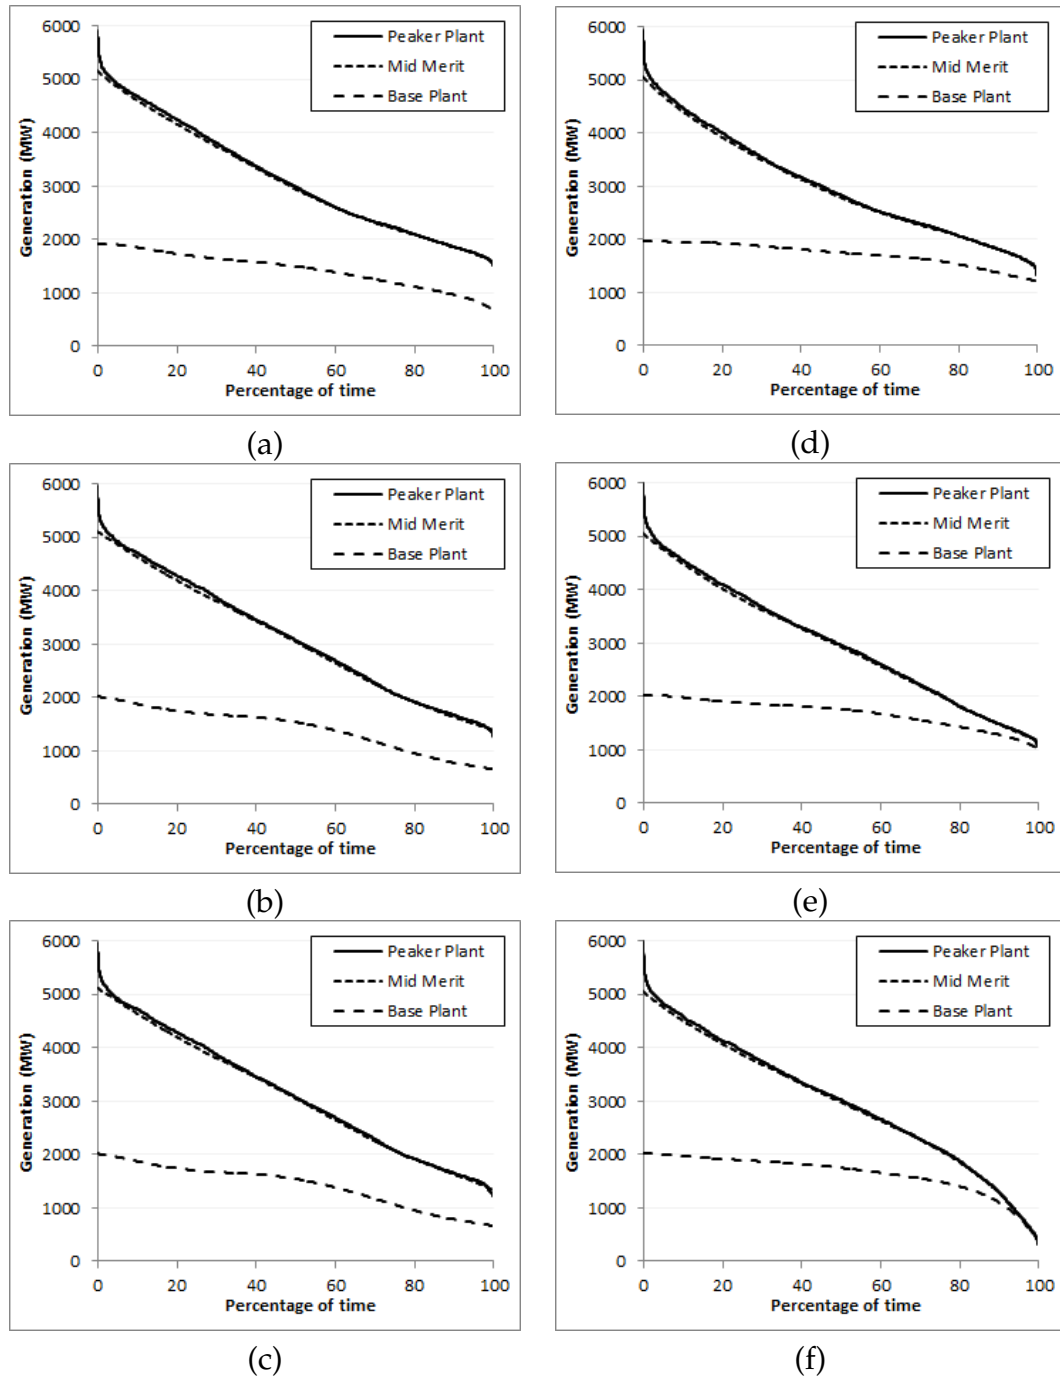 6000
5000
4000
3000
2000
1000
0
Generation (MW)
Peaker Plant
Mid Merit
Base Plant
0 20 40 60 80 100
Percentage of time
(a)
6000
5000
4000
3000
2000
1000
0
Generation (MW)
Peaker Plant
Mid Merit
Base Plant
0 20 40 60 80 100
Percentage of time
(d)
6000
5000
4000
3000
2000
1000
0
Generation (MW)
Peaker Plant
Mid Merit
Base Plant
0 20 40 60 80 100
Percentage of time
(b)
6000
5000
4000
3000
2000
1000
0
Generation (MW)
Peaker Plant
Mid Merit
Base Plant
0 20 40 60 80 100
Percentage of time
(e)
6000
5000
4000
3000
2000
1000
0
Generation (MW)
Peaker Plant
Mid Merit
Base Plant
0 20 40 60 80 100
Percentage of time
(c)
6000
5000
4000
3000
2000
1000
0
Generation (MW)
Peaker Plant
Mid Merit
Base Plant
0 20 40 60 80 100
Percentage of time
(f)